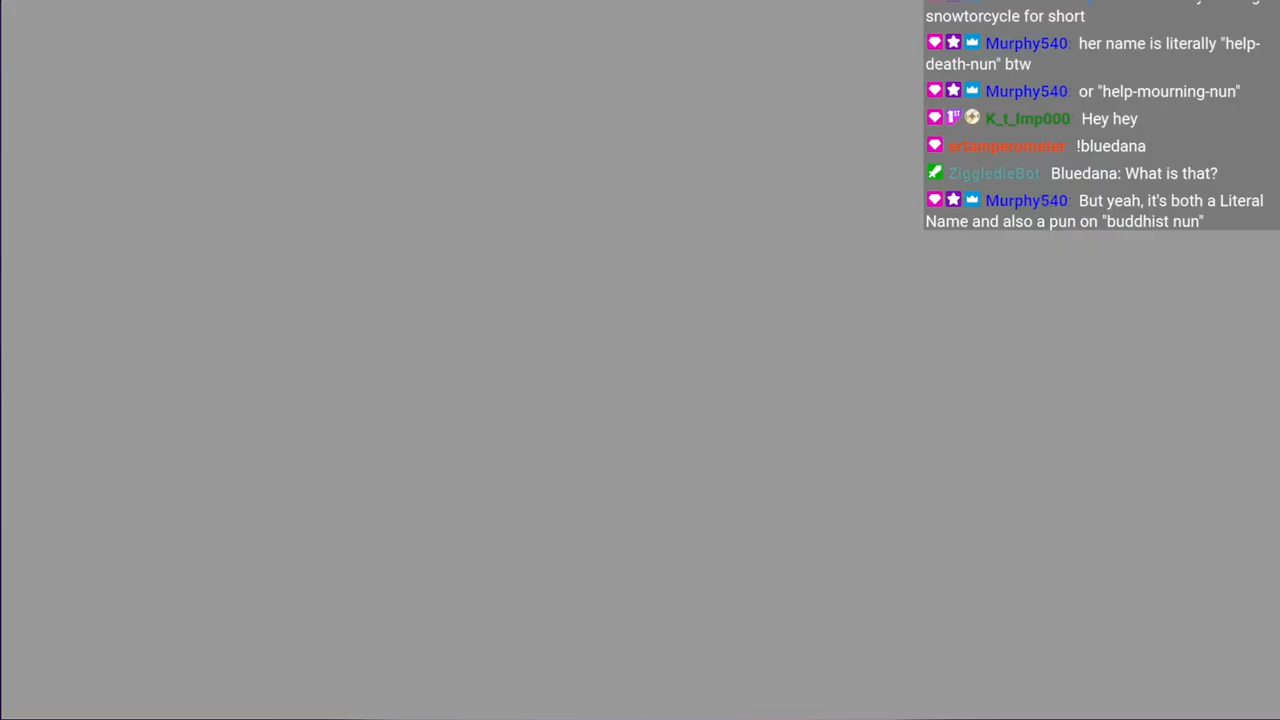 snowtorcycle for short
Murphy540: her name is literally "help-
death-nun" btw
Murphy540: or "help-mourning-nun"
1ST K_t_Imp000: Hey hey
artamperometer: !bluedana
ZiggledieBot: Bluedana: What is that?
Murphy540: But yeah, it's both a Literal
Name and also a pun on "buddhist nun"